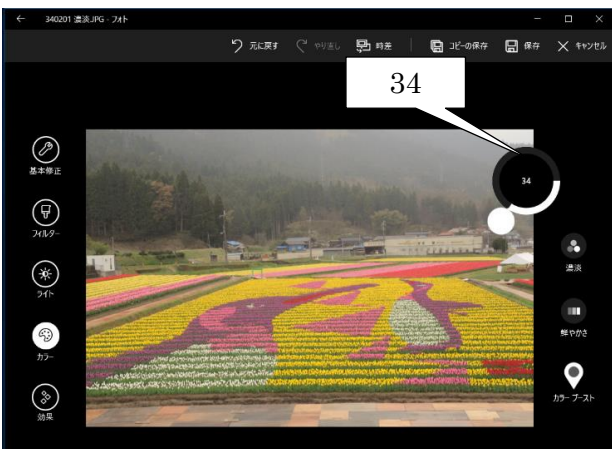 340201 濃淡.JPG - フォト
元に戻す
やり直し
時差
コピーの保存
保存
キャンセル
34
34
基本修正
フィルター
ライト
カラー
効果
濃淡
鮮やかさ
カラー ブースト